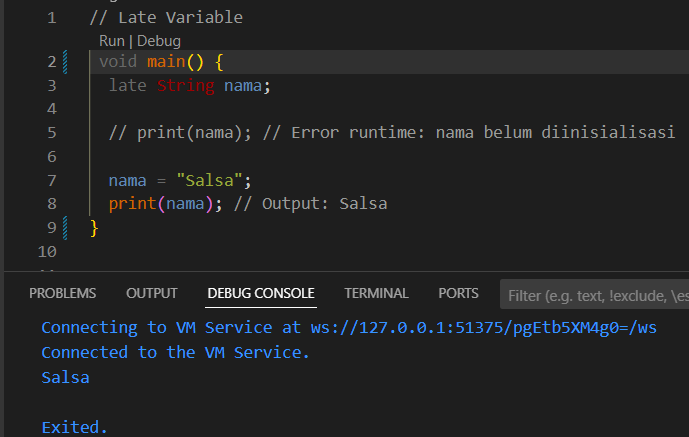 1 // Late Variable
Run | Debug
2 void main() {
3 late String nama;
4
5 // print(nama); // Error runtime: nama belum diinisialisasi
6
7 nama = "Salsa";
8 print(nama); // Output: Salsa
9 }
10
PROBLEMS OUTPUT DEBUG CONSOLE TERMINAL PORTS Filter (e.g. text, !exclude, \es
Connecting to VM Service at ws://127.0.0.1:51375/pgEtb5XM4g0=/ws
Connected to the VM Service.
Salsa
Exited.